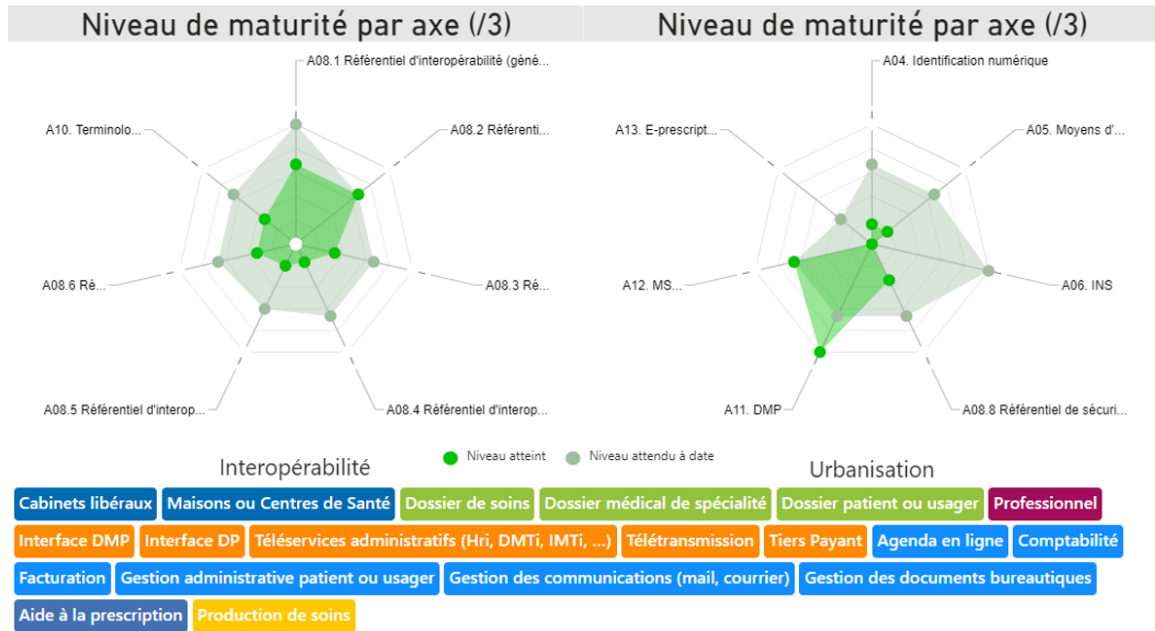 Niveau de maturité par axe (/3)
Niveau de maturité par axe (/3)
A08.1 Référentiel d'interopérabilité (géné...
A10. Terminolo...
A08.2 Référenti...
A08.6 Ré...
A08.3 Ré...
A08.5 Référentiel d'interop...
A08.4 Référentiel d'interop...
A04. Identification numérique
A13. E-prescript...
A05. Moyens d'...
A12. MS...
A06. INS
A11. DMP
A08.8 Référentiel de sécuri...
Interopérabilité
Niveau atteint
Niveau attendu à date
Urbanisation
Cabinets libéraux Maisons ou Centres de Santé Dossier de soins Dossier médical de spécialité Dossier patient ou usager Professionnel
Interface DMP Interface DP Téléservices administratifs (Hri, DMTi, IMTi, ...) Télétransmission Tiers Payant Agenda en ligne Comptabilité
Facturation Gestion administrative patient ou usager Gestion des communications (mail, courrier) Gestion des documents bureautiques
Aide à la prescription Production de soins